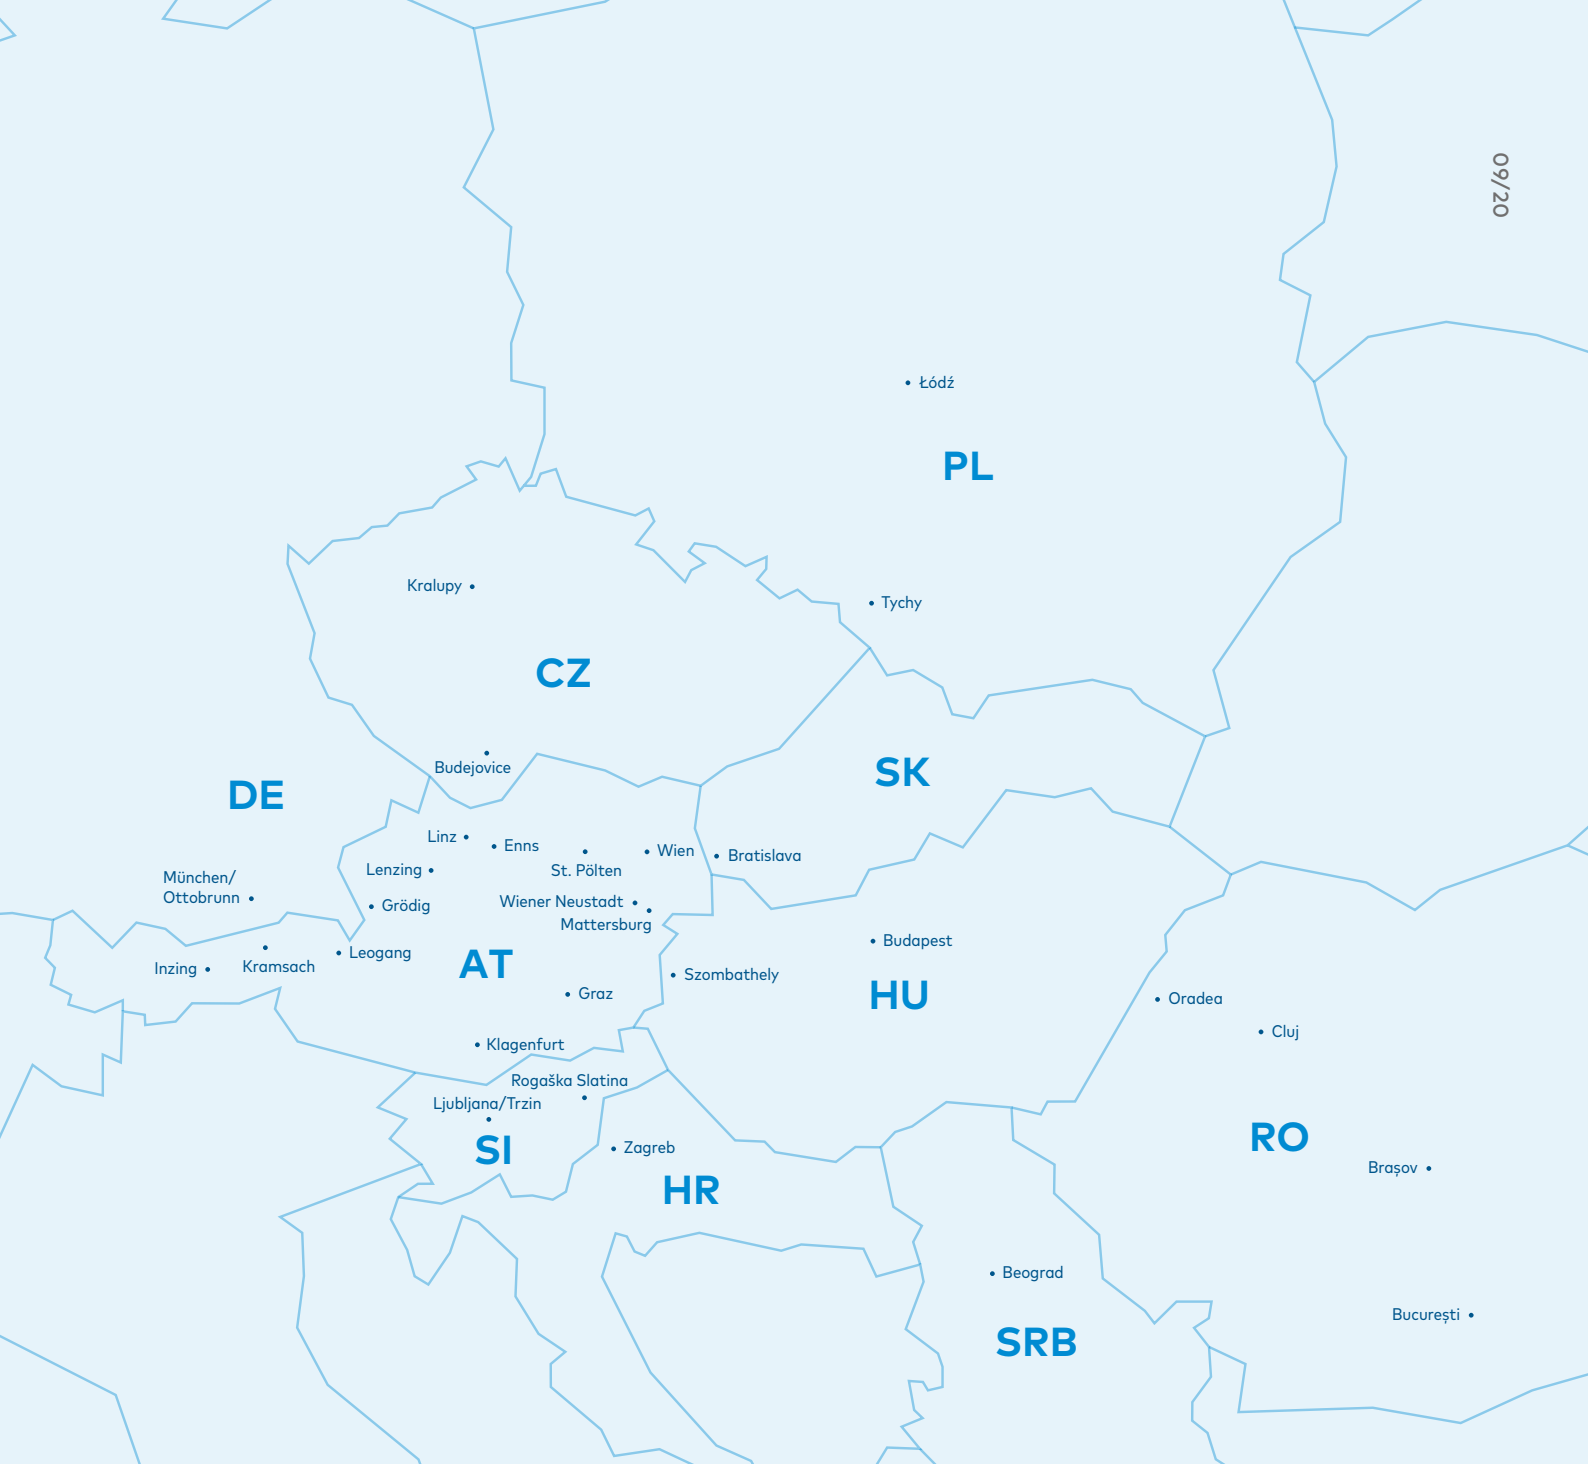 09/20
Łódź
PL
Kralupy
Tychy
CZ
Budejovice
SK
DE
Linz
Enns
St. Pölten
Wien
Bratislava
Lenzing
München/
Ottobrunn
Grödig
Wiener Neustadt
Mattersburg
Leogang
Kramsach
Inzing
AT
Budapest
Szombathely
HU
Graz
Oradea
Cluj
Klagenfurt
Rogaška Slatina
Ljubljana/Trzin
SI
Zagreb
HR
RO
Brașov
Beograd
București
SRB